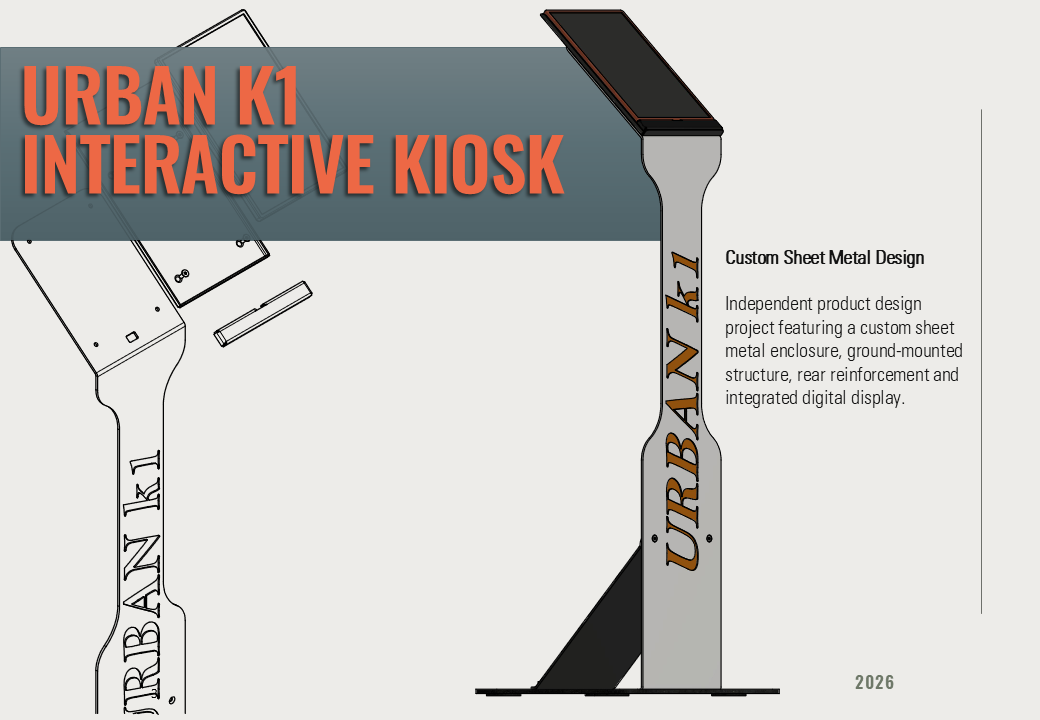 URBAN K1
INTERACTIVE KIOSK
URBAN k1
Custom Sheet Metal Design
Independent product design
project featuring a custom sheet
metal enclosure, ground-mounted
structure, rear reinforcement and
integrated digital display.
URBAN k1
2026